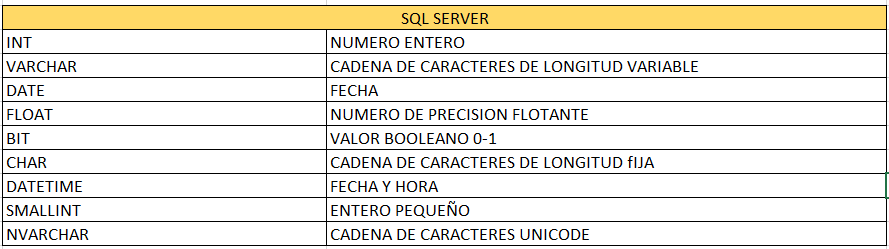 SQL SERVER
INT NUMERO ENTERO
VARCHAR CADENA DE CARACTERES DE LONGITUD VARIABLE
DATE FECHA
FLOAT NUMERO DE PRECISION FLOTANTE
BIT VALOR BOOLEANO 0-1
CHAR CADENA DE CARACTERES DE LONGITUD fIJA
DATETIME FECHA Y HORA
SMALLINT ENTERO PEQUEÑO
NVARCHAR CADENA DE CARACTERES UNICODE